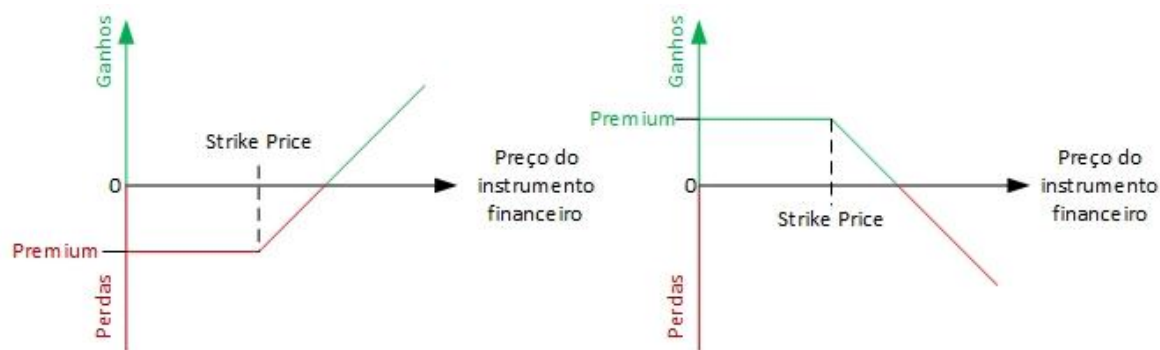 Ganhos
Strike Price
0
Premium
Perdas
Preço do
instrumento
financeiro
Ganhos
Premium
0
Strike Price
Perdas
Preço do
instrumento
financeiro